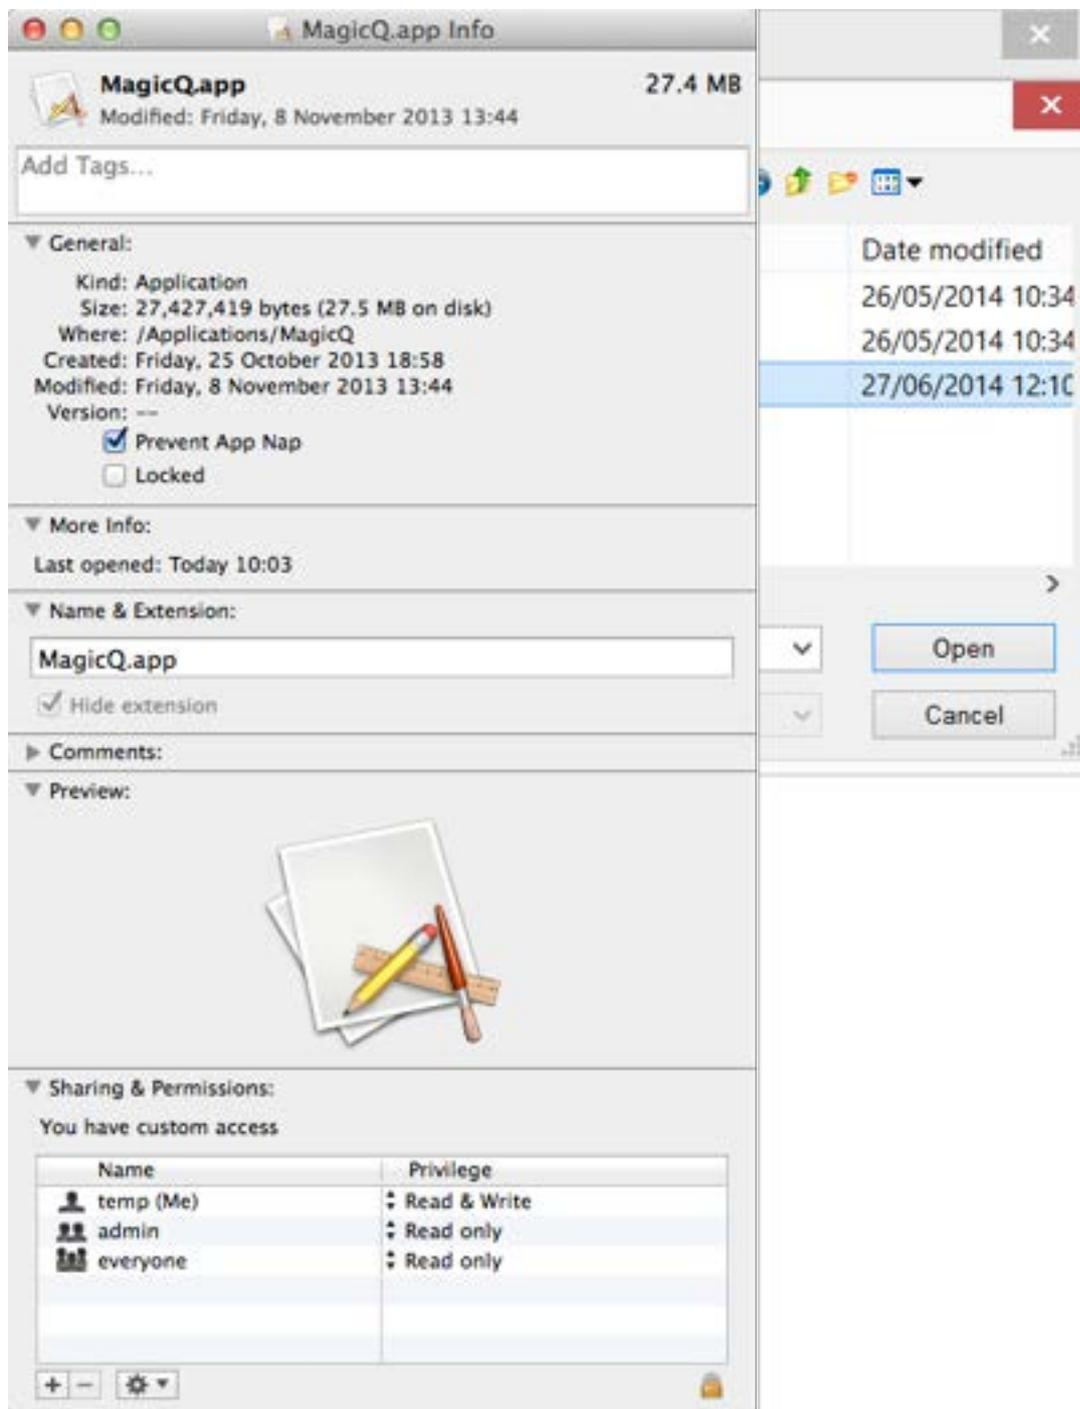 MagicQ.app Info
MagicQ.app 27.4 MB
Modified: Friday, 8 November 2013 13:44
Add Tags...
General:
Kind: Application
Size: 27,427,419 bytes (27.5 MB on disk)
Where: /Applications/MagicQ
Created: Friday, 25 October 2013 18:58
Modified: Friday, 8 November 2013 13:44
Version: --
Prevent App Nap
Locked
More Info:
Last opened: Today 10:03
Name & Extension:
MagicQ.app
Hide extension
Comments:
Preview:
Sharing & Permissions:
You have custom access
Name Privilege
temp (Me) Read & Write
admin Read only
everyone Read only
Date modified
26/05/2014 10:34
26/05/2014 10:34
27/06/2014 12:10
Open
Cancel